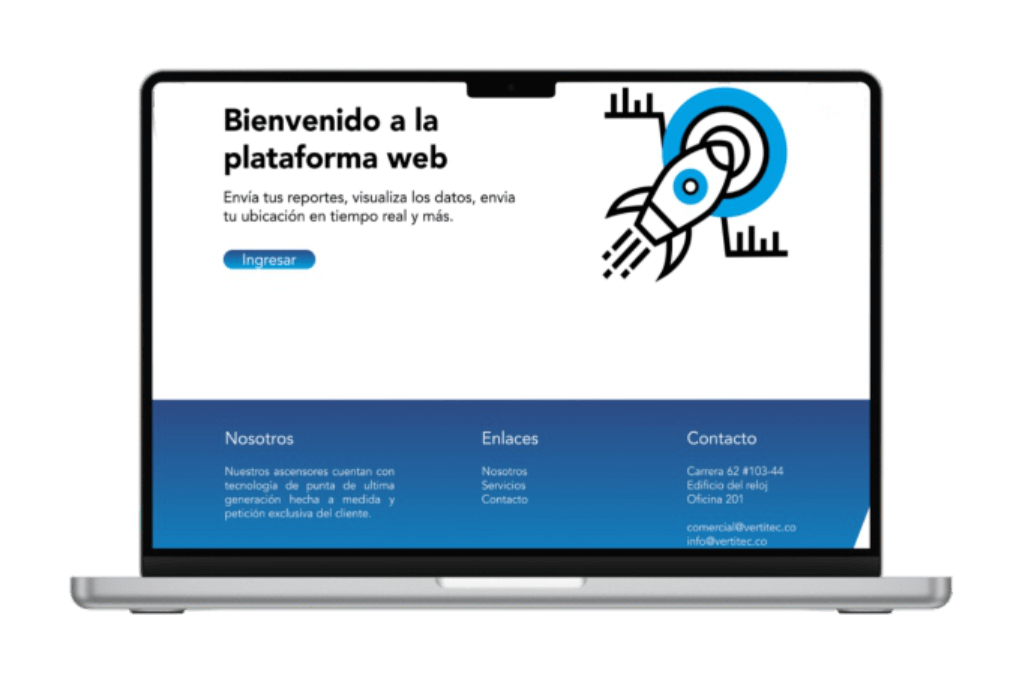 Bienvenido a la
plataforma web
Envía tus reportes, visualiza los datos, envia
tu ubicación en tiempo real y más.
Ingresar
Nosotros
Nuestros ascensores cuentan con
tecnología de punta de ultima
generación hecha a medida y
petición exclusiva del cliente.
Enlaces
Nosotros
Servicios
Contacto
Contacto
Carrera 62 #103-44
Edificio del reloj
Oficina 201
comercial@vertitec.co
info@vertitec.co